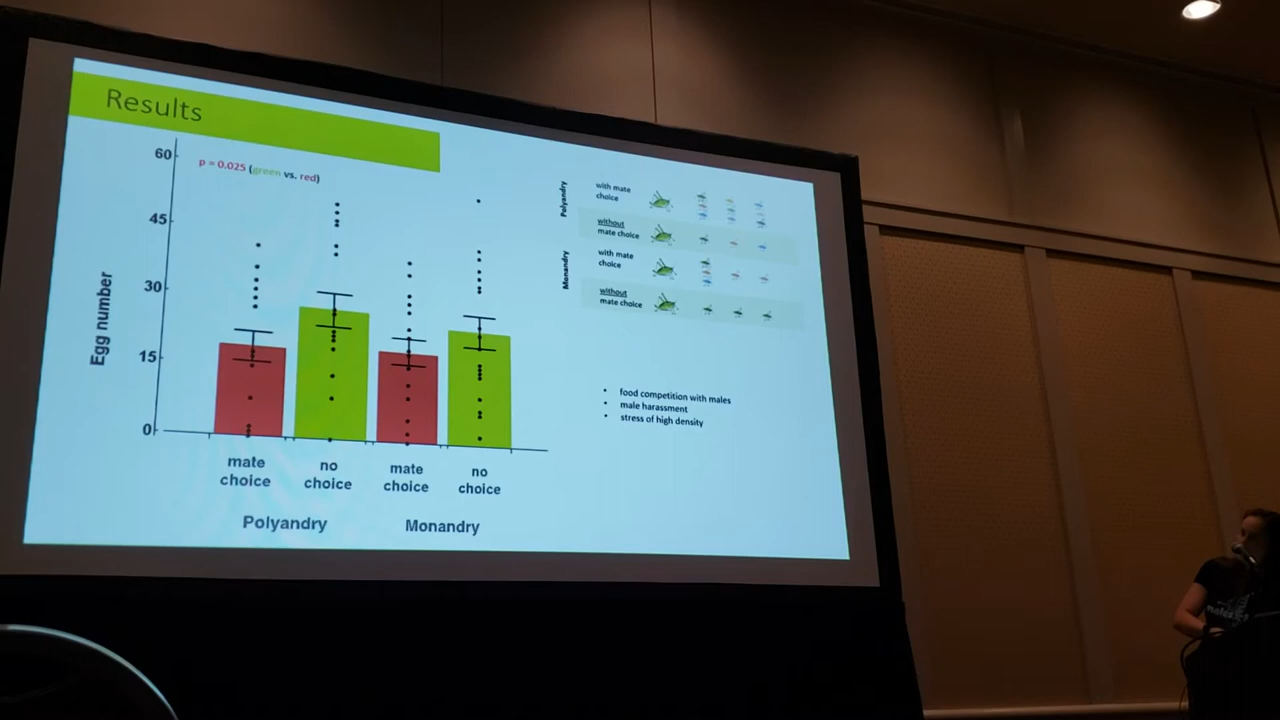 Results
60
45
30
15
0
Egg number
p = 0.025 (green vs. red)
mate choice
no choice
mate choice
no choice
Polyandry
Monandry
Polyandry
with mate
choice
without
mate choice
Monandry
with mate
choice
without
mate choice
• food competition with males
• male harassment
• stress of high density
males